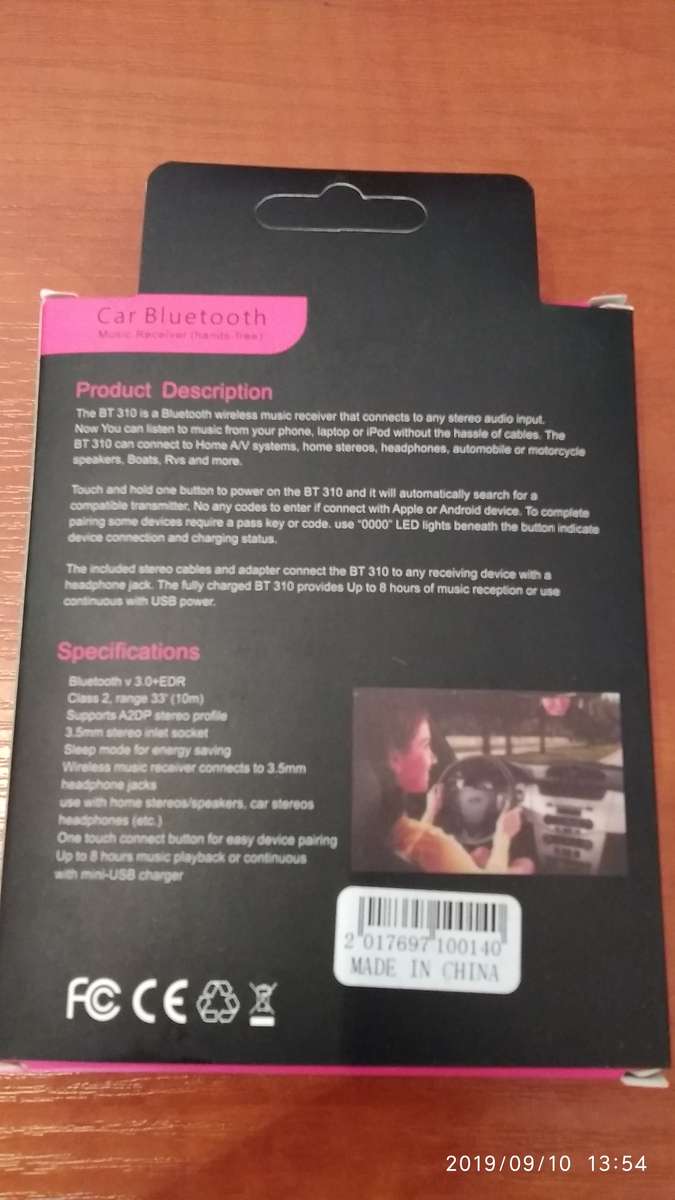 Car Bluetooth
Music Receiver (hands-free)
Product Description
The BT 310 is a Bluetooth wireless music receiver that connects to any stereo audio input.
Now You can listen to music from your phone, laptop or iPod without the hassle of cables. The
BT 310 can connect to Home A/V systems, home stereos, headphones, automobile or motorcycle
speakers, Boats, Rvs and more.
Touch and hold one button to power on the BT 310 and it will automatically search for a
compatible transmitter. No any codes to enter if connect with Apple or Android device. To complete
pairing some devices require a pass key or code. use "0000" LED lights beneath the button indicate
device connection and charging status.
The included stereo cables and adapter connect the BT 310 to any receiving device with a
headphone jack. The fully charged BT 310 provides Up to 8 hours of music reception or use
continuous with USB power.
Specifications
Bluetooth v 3.0+EDR
Class 2, range 33' (10m)
Supports A2DP stereo profile
3.5mm stereo inlet socket
Sleep mode for energy saving
Wireless music receiver connects to 3.5mm
headphone jacks
use with home stereos/speakers, car stereos
headphones (etc.)
One touch connect button for easy device pairing
Up to 8 hours music playback or continuous
with mini-USB charger
2 017697 100140
MADE IN CHINA
FC CE
2019/09/10 13:54